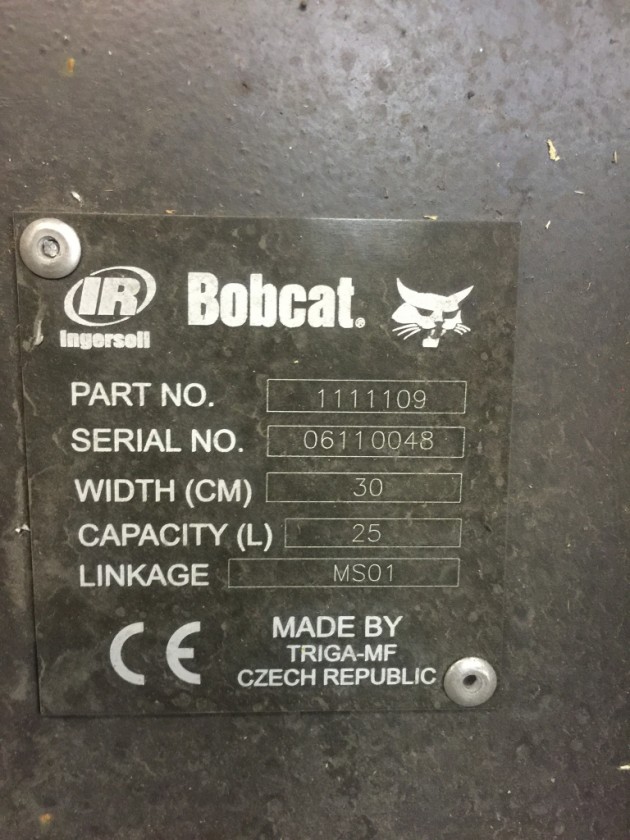 IR
Ingersoll
Bobcat®
PART NO. 1111109
SERIAL NO. 06110048
WIDTH (CM) 30
CAPACITY (L) 25
LINKAGE MS01
CE
MADE BY
TRIGA-MF
CZECH REPUBLIC